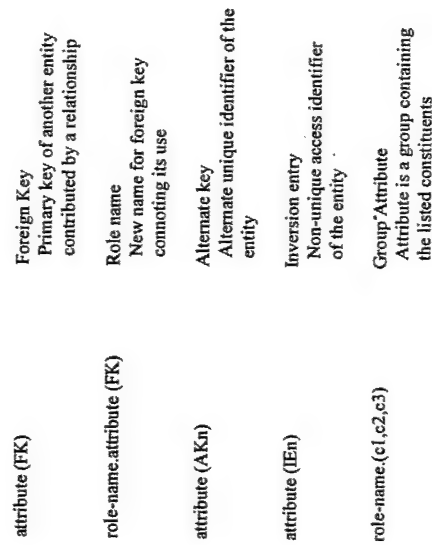 attribute (FK)
Foreign Key
Primary key of another entity
contributed by a relationship
role-name.attribute (FK)
Role name
New name for foreign key
connoting its use
attribute (AKn)
Alternate key
Alternate unique identifier of the
entity
attribute (IEn)
Inversion entry
Non-unique access identifier
of the entity
role-name.(c1,c2,c3)
Group Attribute
Attribute is a group containing
the listed constituents